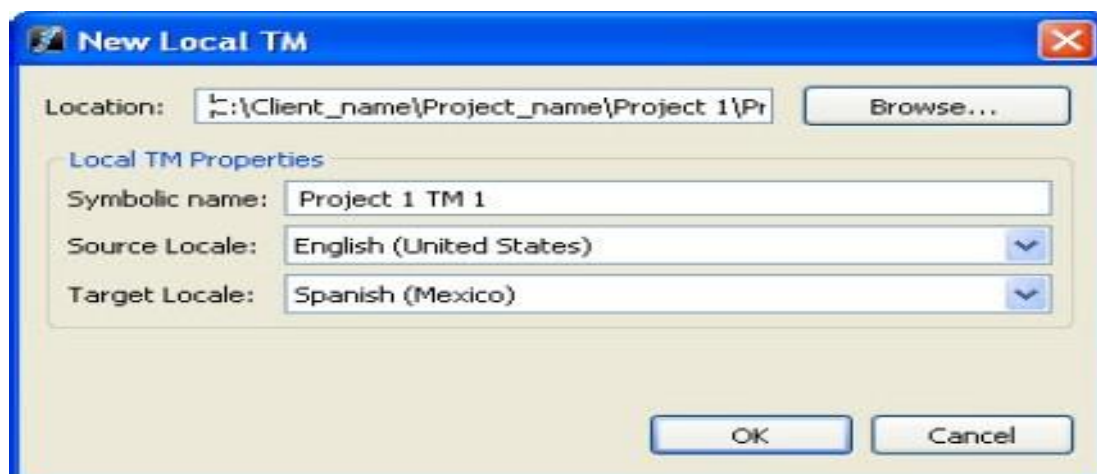 New Local TM
Location: C:\Client_name\Project_name\Project 1\Pr Browse...
Local TM Properties
Symbolic name: Project 1 TM 1
Source Locale: English (United States)
Target Locale: Spanish (Mexico)
OK Cancel